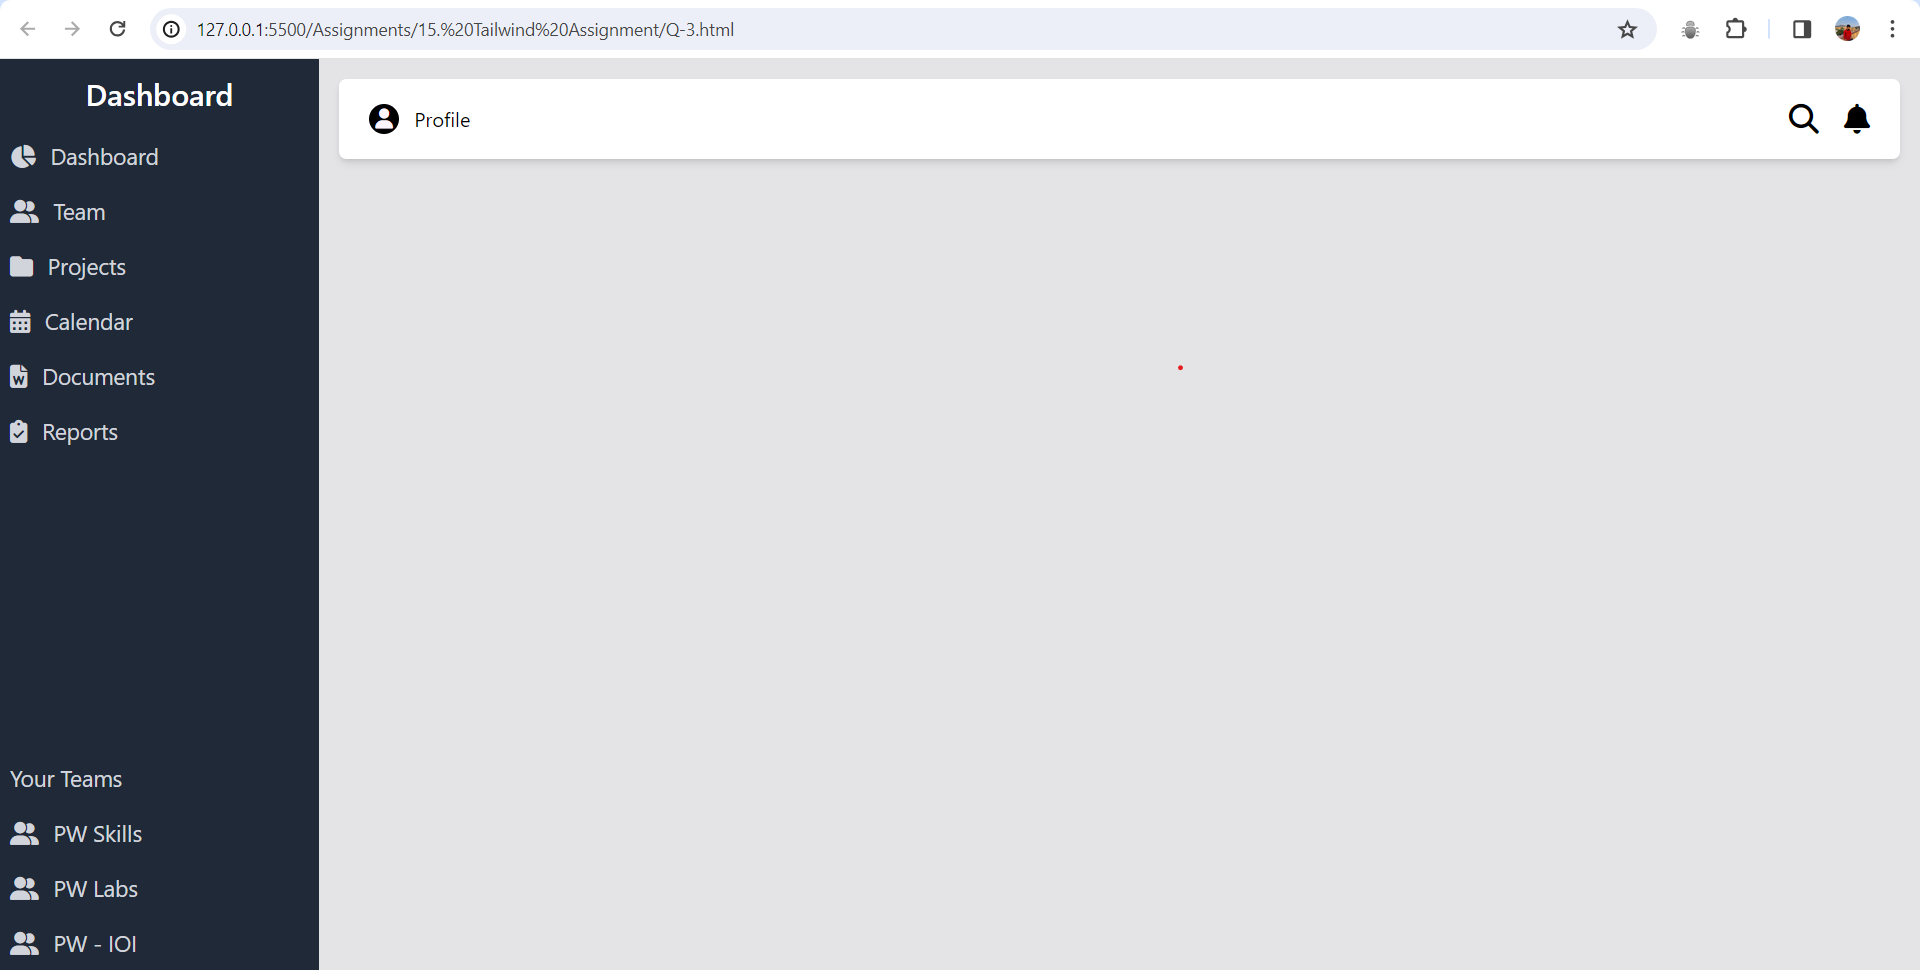 127.0.0.1:5500/Assignments/15.%20Tailwind%20Assignment/Q-3.html
Dashboard
Dashboard
Team
Projects
Calendar
Documents
Reports
Your Teams
PW Skills
PW Labs
PW - IOI
Profile